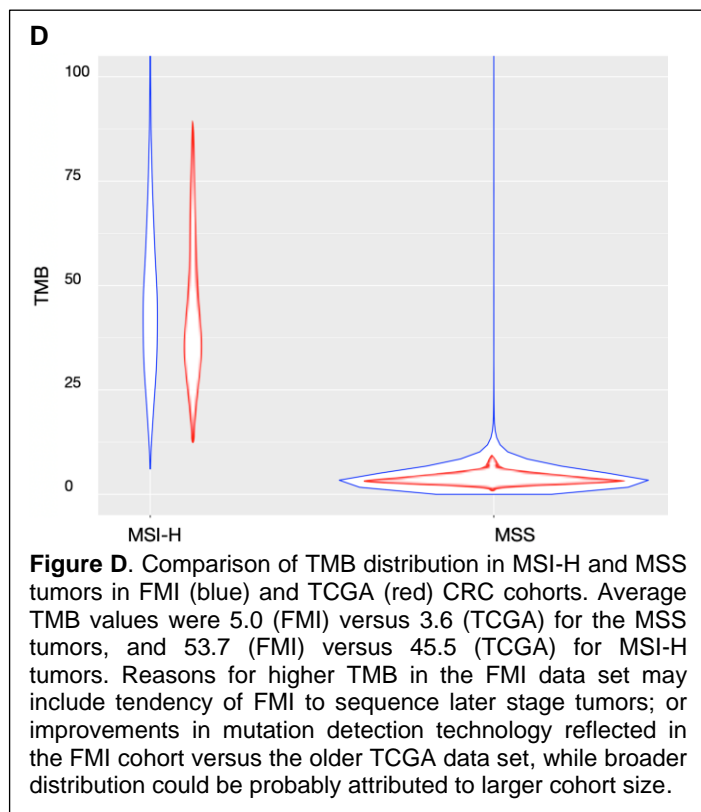 D
100
75
50
25
0
TMB
MSI-H MSS
Figure D. Comparison of TMB distribution in MSI-H and MSS
tumors in FMI (blue) and TCGA (red) CRC cohorts. Average
TMB values were 5.0 (FMI) versus 3.6 (TCGA) for the MSS
tumors, and 53.7 (FMI) versus 45.5 (TCGA) for MSI-H
tumors. Reasons for higher TMB in the FMI data set may
include tendency of FMI to sequence later stage tumors; or
improvements in mutation detection technology reflected in
the FMI cohort versus the older TCGA data set, while broader
distribution could be probably attributed to larger cohort size.